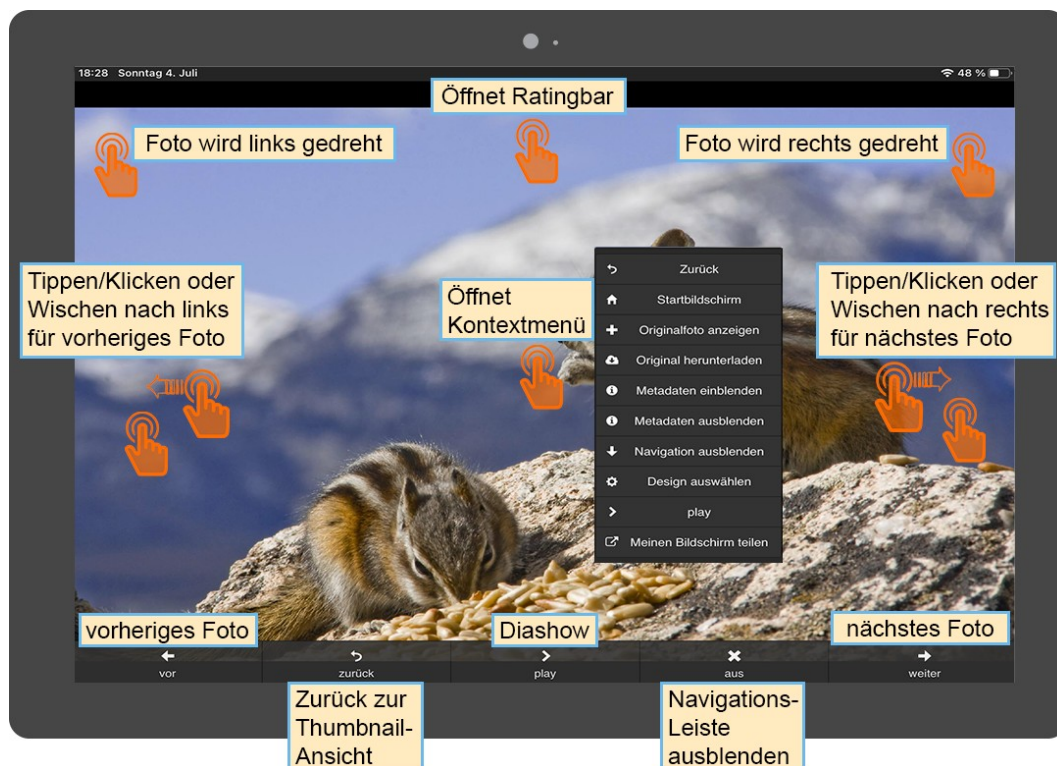 18:28 Sonntag 4. Juli
48 %
Öffnet Ratingbar
Foto wird links gedreht
Foto wird rechts gedreht
Tippen/Klicken oder
Wischen nach links
für vorheriges Foto
Öffnet
Kontextmenü
Zurück
Startbildschirm
Originalfoto anzeigen
Original herunterladen
Metadaten einblenden
Metadaten ausblenden
Navigation ausblenden
Design auswählen
play
Meinen Bildschirm teilen
Tippen/Klicken oder
Wischen nach rechts
für nächstes Foto
vorheriges Foto
Diashow
nächstes Foto
vor
zurück
play
aus
weiter
Zurück zur
Thumbnail-
Ansicht
Navigations-
Leiste
ausblenden